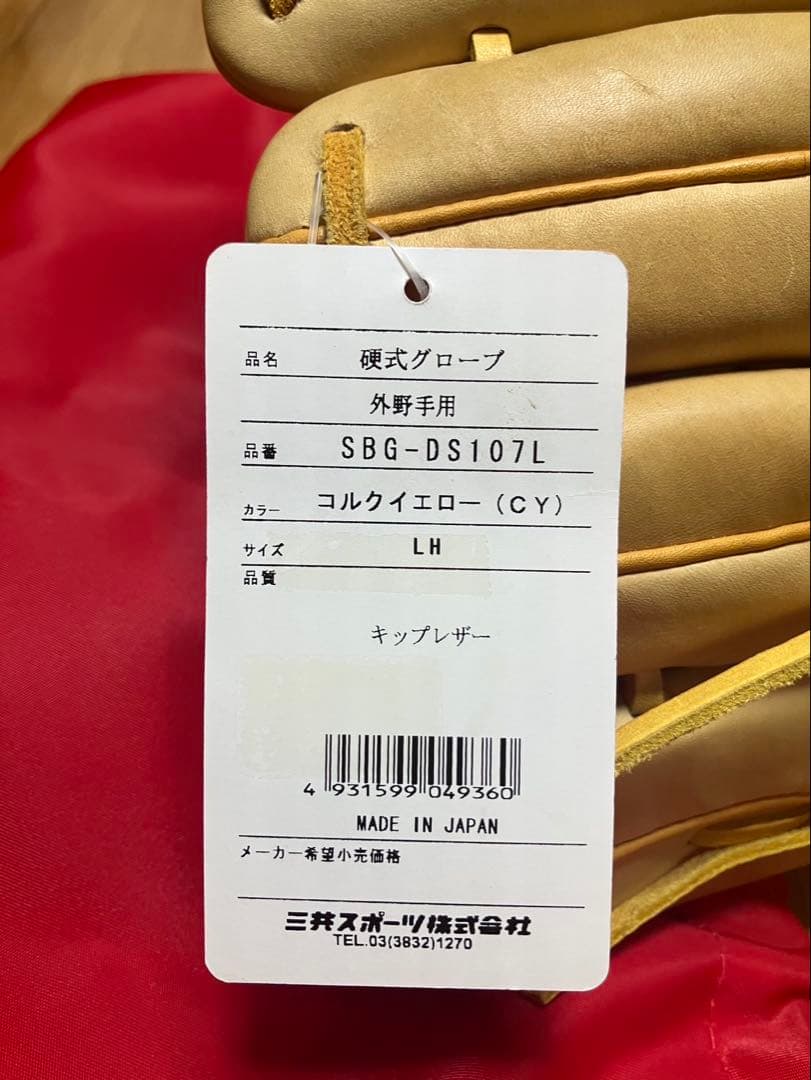 品名 硬式グローブ
外野手用
品番 SBG-DS107L
カラー コルクイエロー(CY)
サイズ LH
品質
キップレザー
4 931599 049360
MADE IN JAPAN
メーカー希望小売価格
三共スポーツ株式会社
TEL.03(3832)1270